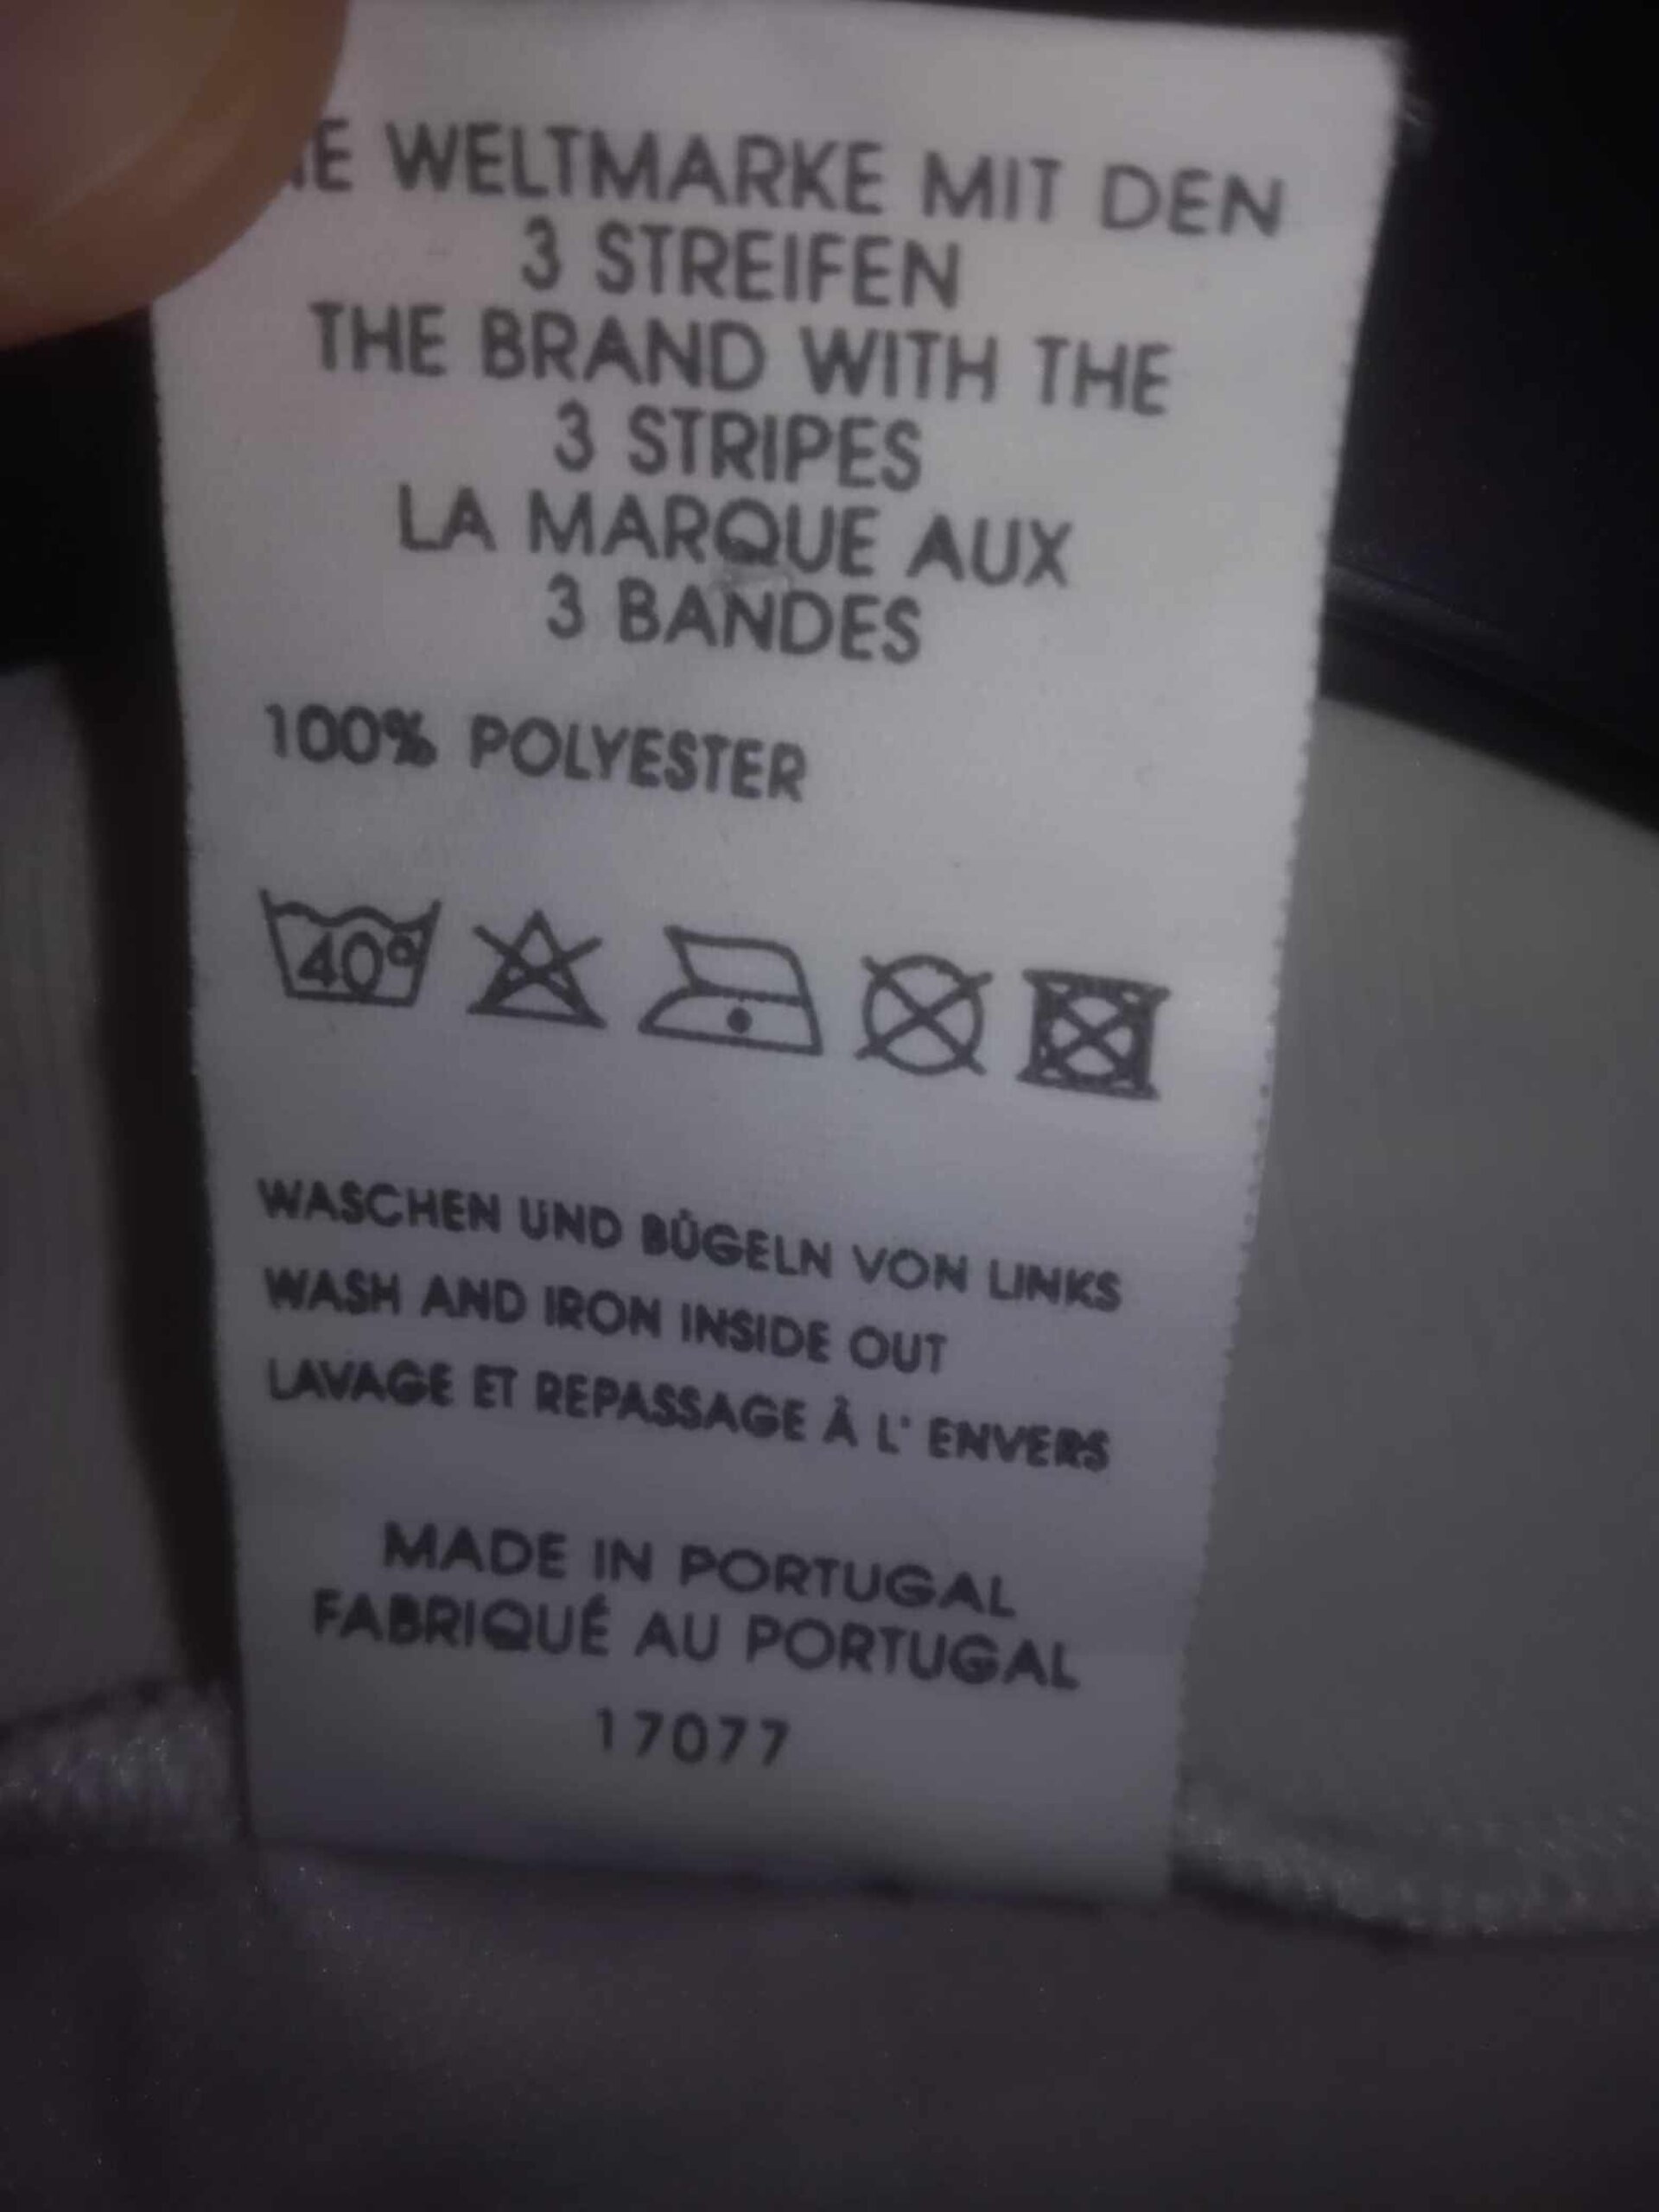 WELTMARKE MIT DEN
3 STREIFEN
THE BRAND WITH THE
3 STRIPES
LA MARQUE AUX
3 BANDES
100% POLYESTER
40°
WASCHEN UND BÜGELN VON LINKS
WASH AND IRON INSIDE OUT
LAVAGE ET REPASSAGE À L' ENVERS
MADE IN PORTUGAL
FABRIQUÉ AU PORTUGAL
17077